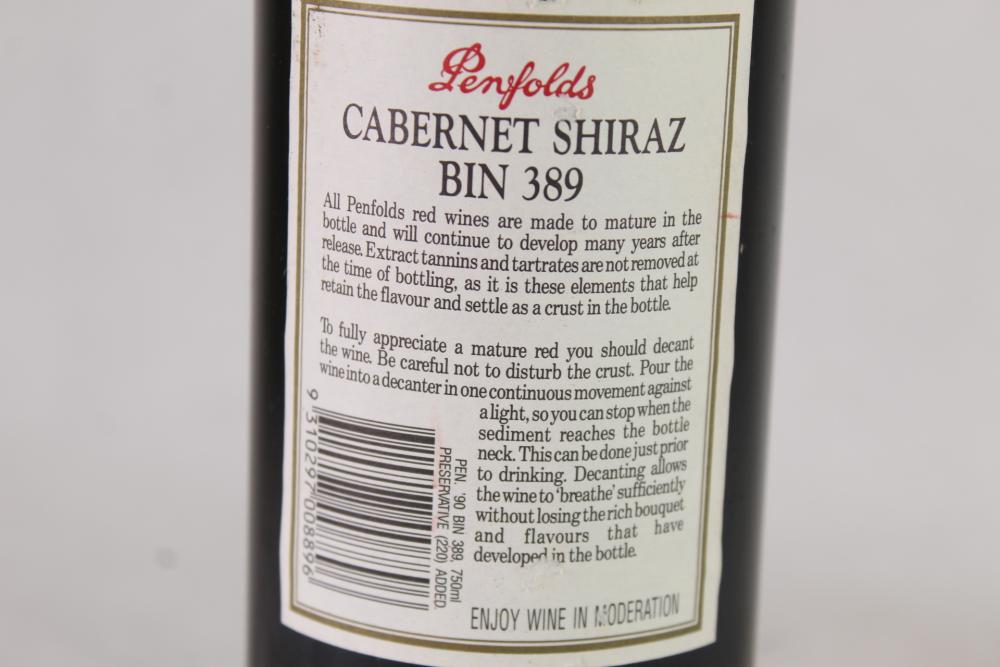 Penfolds
CABERNET SHIRAZ
BIN 389
All Penfolds red wines are made to mature in the
bottle and will continue to develop many years after
release. Extract tannins and tartrates are not removed at
the time of bottling, as it is these elements that help
retain the flavour and settle as a crust in the bottle.
To fully appreciate a mature red you should decant
the wine. Be careful not to disturb the crust. Pour the
wine into a decanter in one continuous movement against
a light, so you can stop when the
sediment reaches the bottle
neck. This can be done just prior
to drinking. Decanting allows
the wine to 'breathe' sufficiently
without losing the rich bouquet
and flavours that have
developed in the bottle.
9 310297 008896
PEN. '90 BIN 389 750ml
PRESERVATIVE (220) ADDED.
ENJOY WINE IN MODERATION